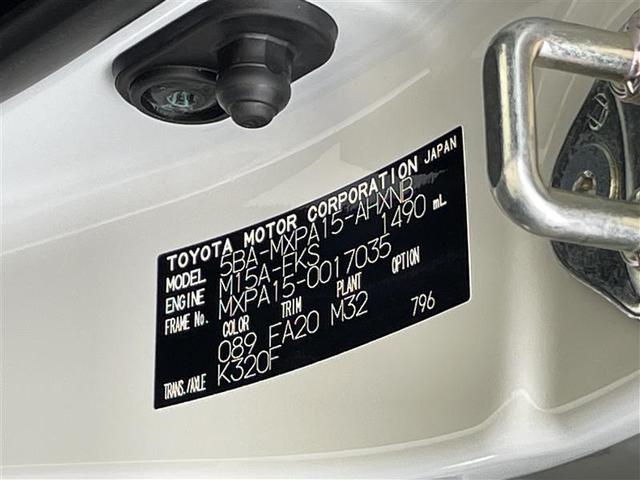 TOYOTA MOTOR CORPORATION JAPAN
MODEL 5BA-MXPA15-AHXNB
ENGINE M15A-FKS 1490 mL
FRAME No. MXPA15-0017035
COLOR TRIM PLANT OPTION
089 FA20 M32 796
TRANS./AXLE K320F